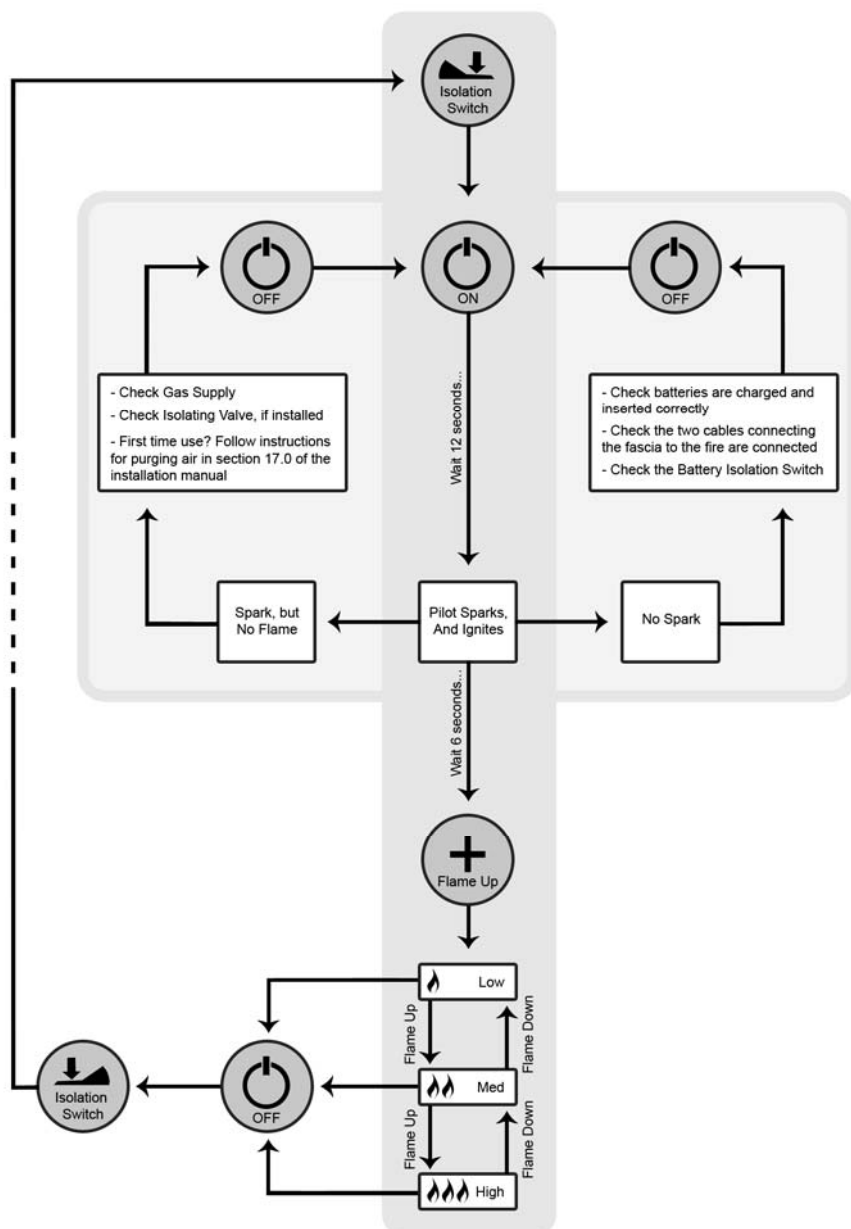 Isolation
Switch
OFF
ON
OFF
- Check Gas Supply
- Check Isolating Valve, if installed
- First time use? Follow instructions
for purging air in section 17.0 of the
installation manual
Wait 12 seconds...
- Check batteries are charged and
inserted correctly
- Check the two cables connecting
the fascia to the fire are connected
- Check the Battery Isolation Switch
Spark, but
No Flame
Pilot Sparks,
And Ignites
No Spark
Wait 6 seconds...
Flame Up
Low
Flame Up
Flame Down
Isolation
Switch
OFF
Med
Flame Up
Flame Down
High